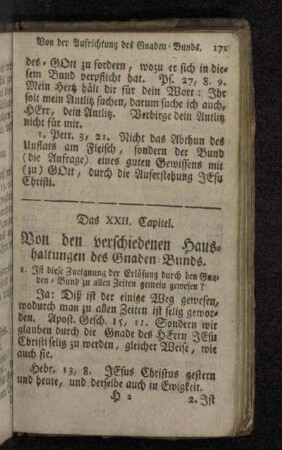 Von der Aufrichtung des Gnaden-Bunds. 171
des-GOtt zu fordern, wozu er sich in die-
sem Bund verpflicht hat. Ps. 27, 8. 9.
Mein Hertz hält dir für dein Wort: Ihr
solt mein Antlitz suchen, darum suche ich auch,
HErr, dein Antlitz. Verbirge dein Antlitz
nicht für mir.
1. Petr. 3, 21. Nicht das Abthun des
Unflats am Fleisch, sondern der Bund
(die Anfrage) eines guten Gewissens mit
(zu) GOtt, durch die Auferstehung JEsu
Christi.
Das XXII. Capitel.
Von den verschiedenen Haus-
haltungen des Gnaden-Bunds.
1. Ist diese Zueignung der Erlösung durch den Gna-
den-Bund zu allen Zeiten gemein gewesen?
Ja: Diß ist der einige Weg gewesen,
wodurch man zu allen Zeiten ist selig gewor-
den. Apost. Gesch. 15, 11. Sondern wir
glauben durch die Gnade des HErrn JEsu
Christi selig zu werden, gleicher Weise, wie
auch sie.
Hebr. 13, 8. JEsus Christus gestern
und heute, und derselbe auch in Ewigkeit.
H 2 2. Ist